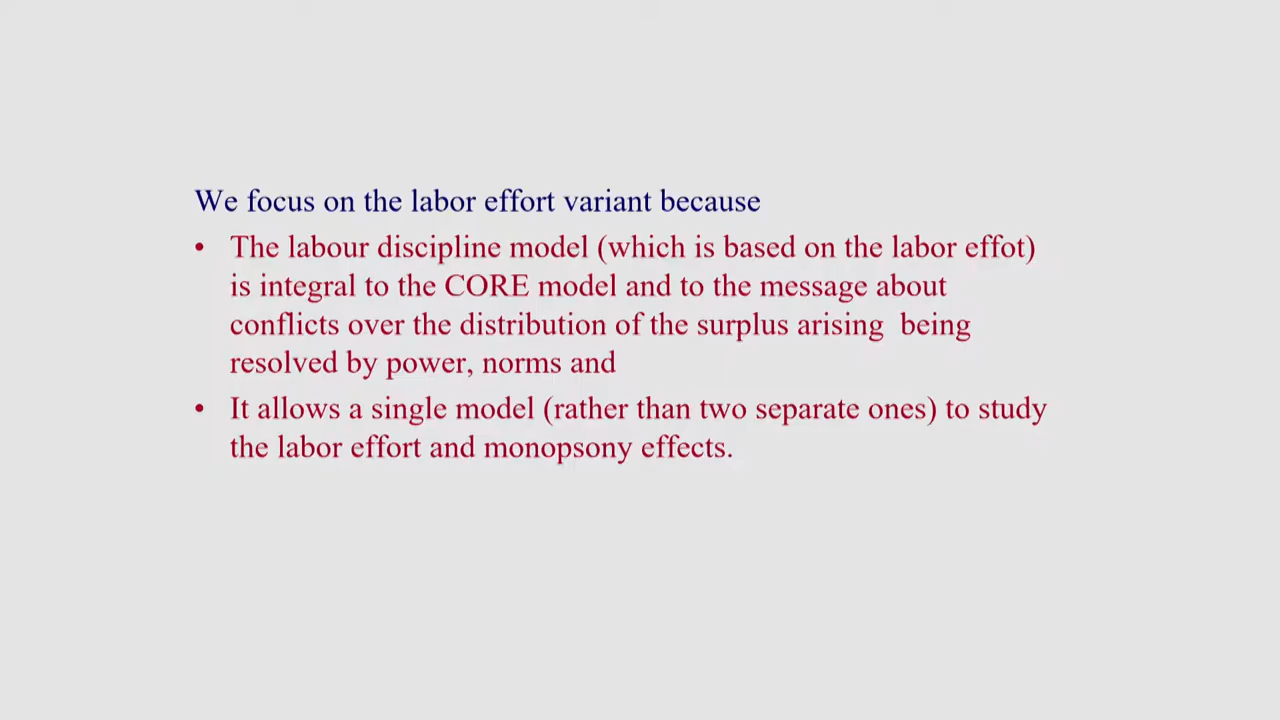 We focus on the labor effort variant because
• The labour discipline model (which is based on the labor effot)
is integral to the CORE model and to the message about
conflicts over the distribution of the surplus arising  being
resolved by power, norms and
• It allows a single model (rather than two separate ones) to study
the labor effort and monopsony effects.